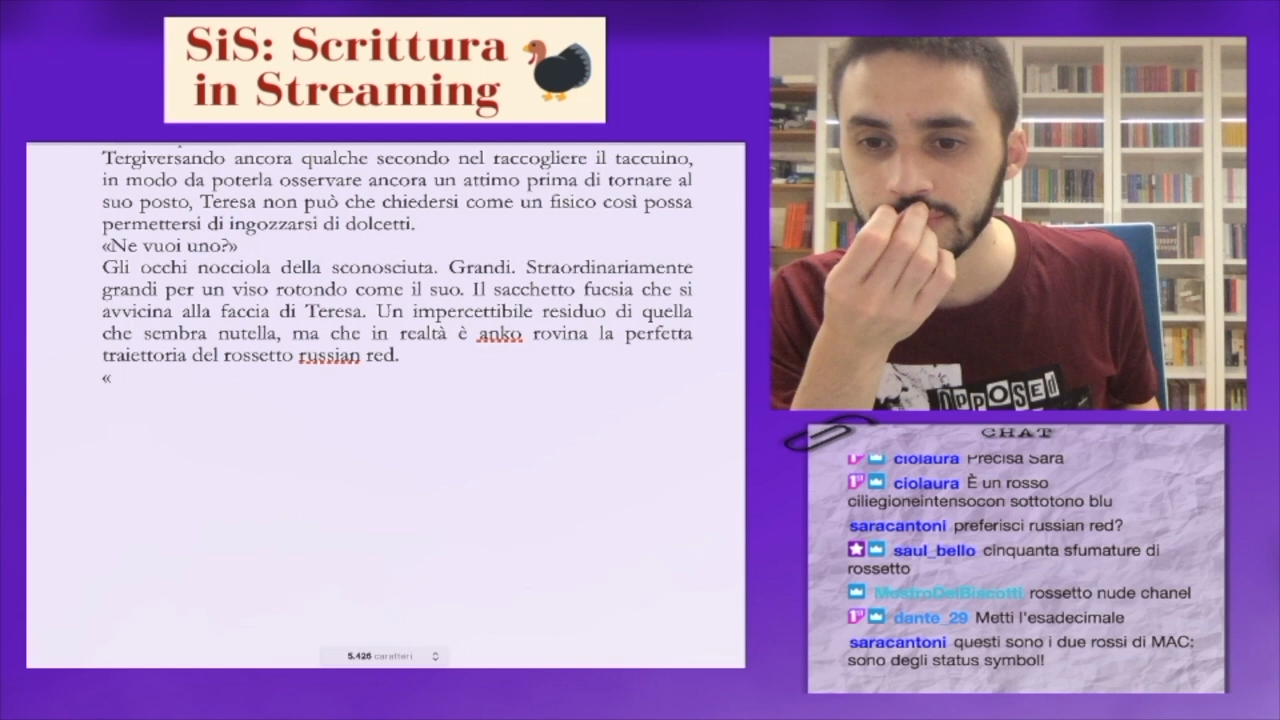 SiS: Scrittura
in Streaming
Tergiversando ancora qualche secondo nel raccogliere il taccuino,
in modo da poterla osservare ancora un attimo prima di tornare al
suo posto, Teresa non può che chiedersi come un fisico così possa
permettersi di ingozzarsi di dolcetti.
«Ne vuoi uno?»
Gli occhi nocciola della sconosciuta. Grandi. Straordinariamente
grandi per un viso rotondo come il suo. Il sacchetto fucsia che si
avvicina alla faccia di Teresa. Un impercettibile residuo di quella
che sembra nutella, ma che in realtà è anko rovina la perfetta
traiettoria del rossetto russian red.
«
5.426 caratteri
OPPOSED
CHAT
ciolaura Precisa Sara
ciolaura È un rosso
ciliegioneintensocon sottotono blu
saracantoni preferisci russian red?
saul_bello cinquanta sfumature di
rossetto
MostroDeiBiscotti rossetto nude chanel
dante_29 Metti l'esadecimale
saracantoni questi sono i due rossi di MAC:
sono degli status symbol!